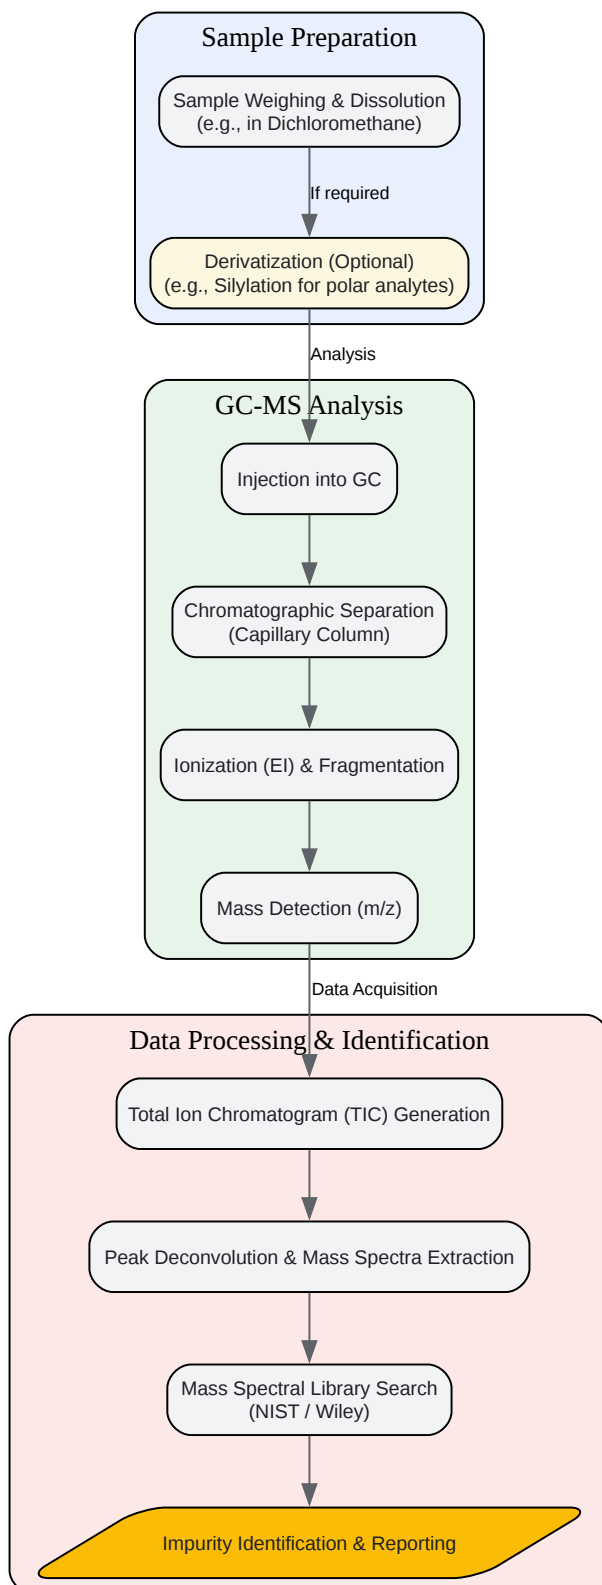 Sample Preparation
Sample Weighing & Dissolution
(e.g., in Dichloromethane)
If required
Derivatization (Optional)
(e.g., Silylation for polar analytes)
Analysis
GC-MS Analysis
Injection into GC
Chromatographic Separation
(Capillary Column)
Ionization (EI) & Fragmentation
Mass Detection (m/z)
Data Acquisition
Data Processing & Identification
Total Ion Chromatogram (TIC) Generation
Peak Deconvolution & Mass Spectra Extraction
Mass Spectral Library Search
(NIST / Wiley)
Impurity Identification & Reporting